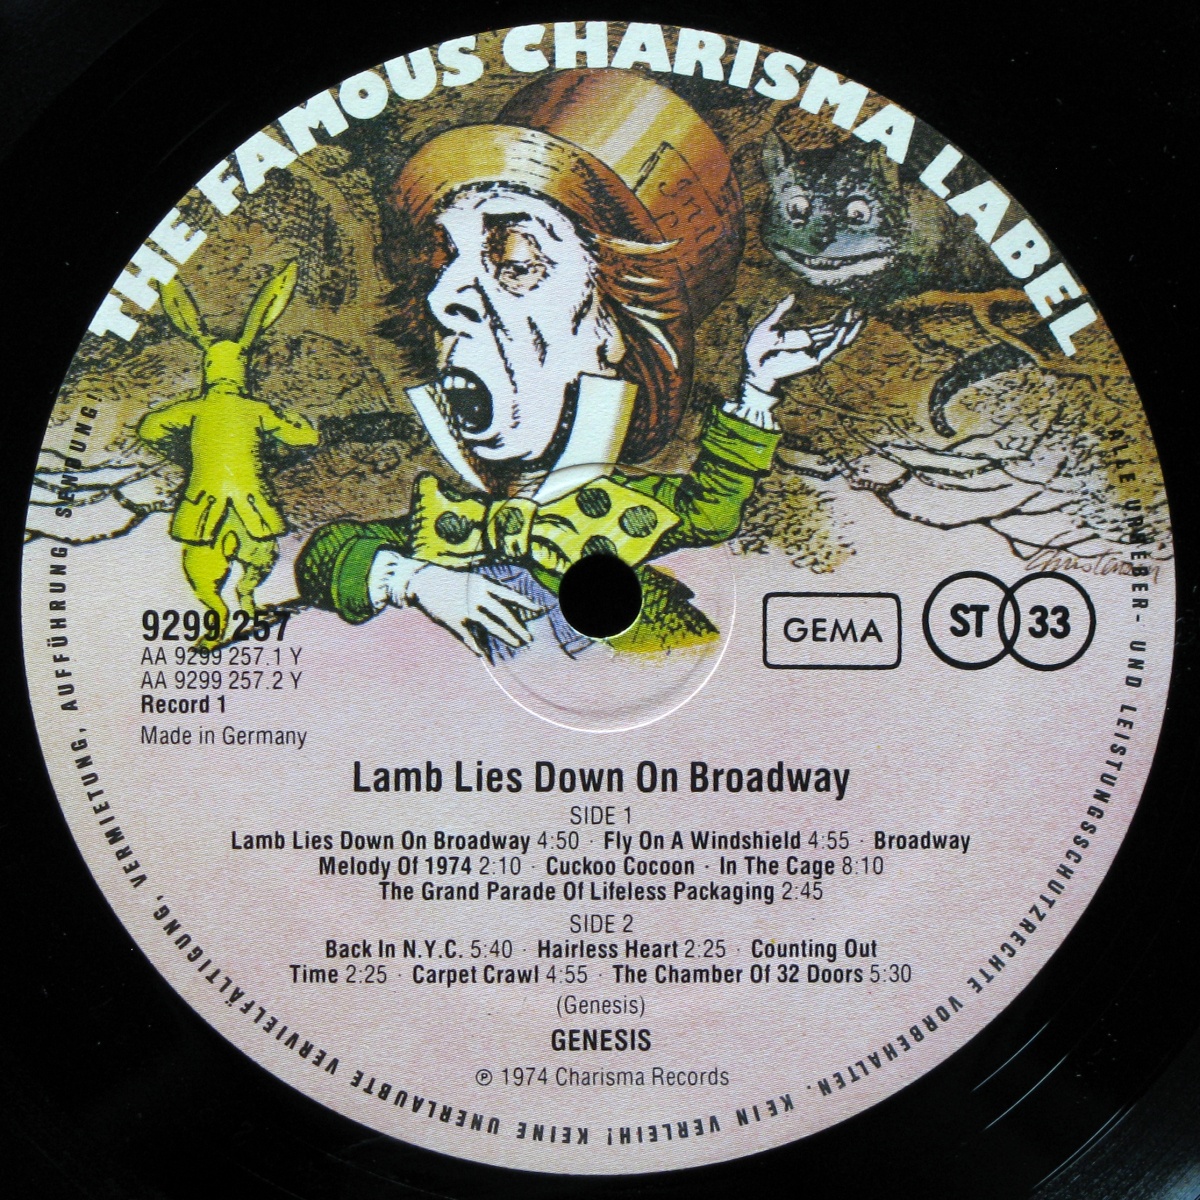 THE FAMOUS CHARISMA LABEL
9299 257
AA 9299 257.1 Y
AA 9299 257.2 Y
Record 1
Made in Germany
GEMA
ST 33
Lamb Lies Down On Broadway
SIDE 1
Lamb Lies Down On Broadway 4:50 · Fly On A Windshield 4:55 · Broadway
Melody Of 1974 2:10 · Cuckoo Cocoon · In The Cage 8:10
The Grand Parade Of Lifeless Packaging 2:45
SIDE 2
Back In N.Y.C. 5:40 · Hairless Heart 2:25 · Counting Out
Time 2:25 · Carpet Crawl 4:55 · The Chamber Of 32 Doors 5:30
(Genesis)
GENESIS
℗ 1974 Charisma Records
ALLE URHEBER- UND LEISTUNGSSCHUTZRECHTE VORBEHALTEN. KEIN VERLEIH! KEINE UNERLAUBTE VERVIELFÄLTIGUNG, VERMIETUNG, AUFFÜHRUNG, SENDUNG!